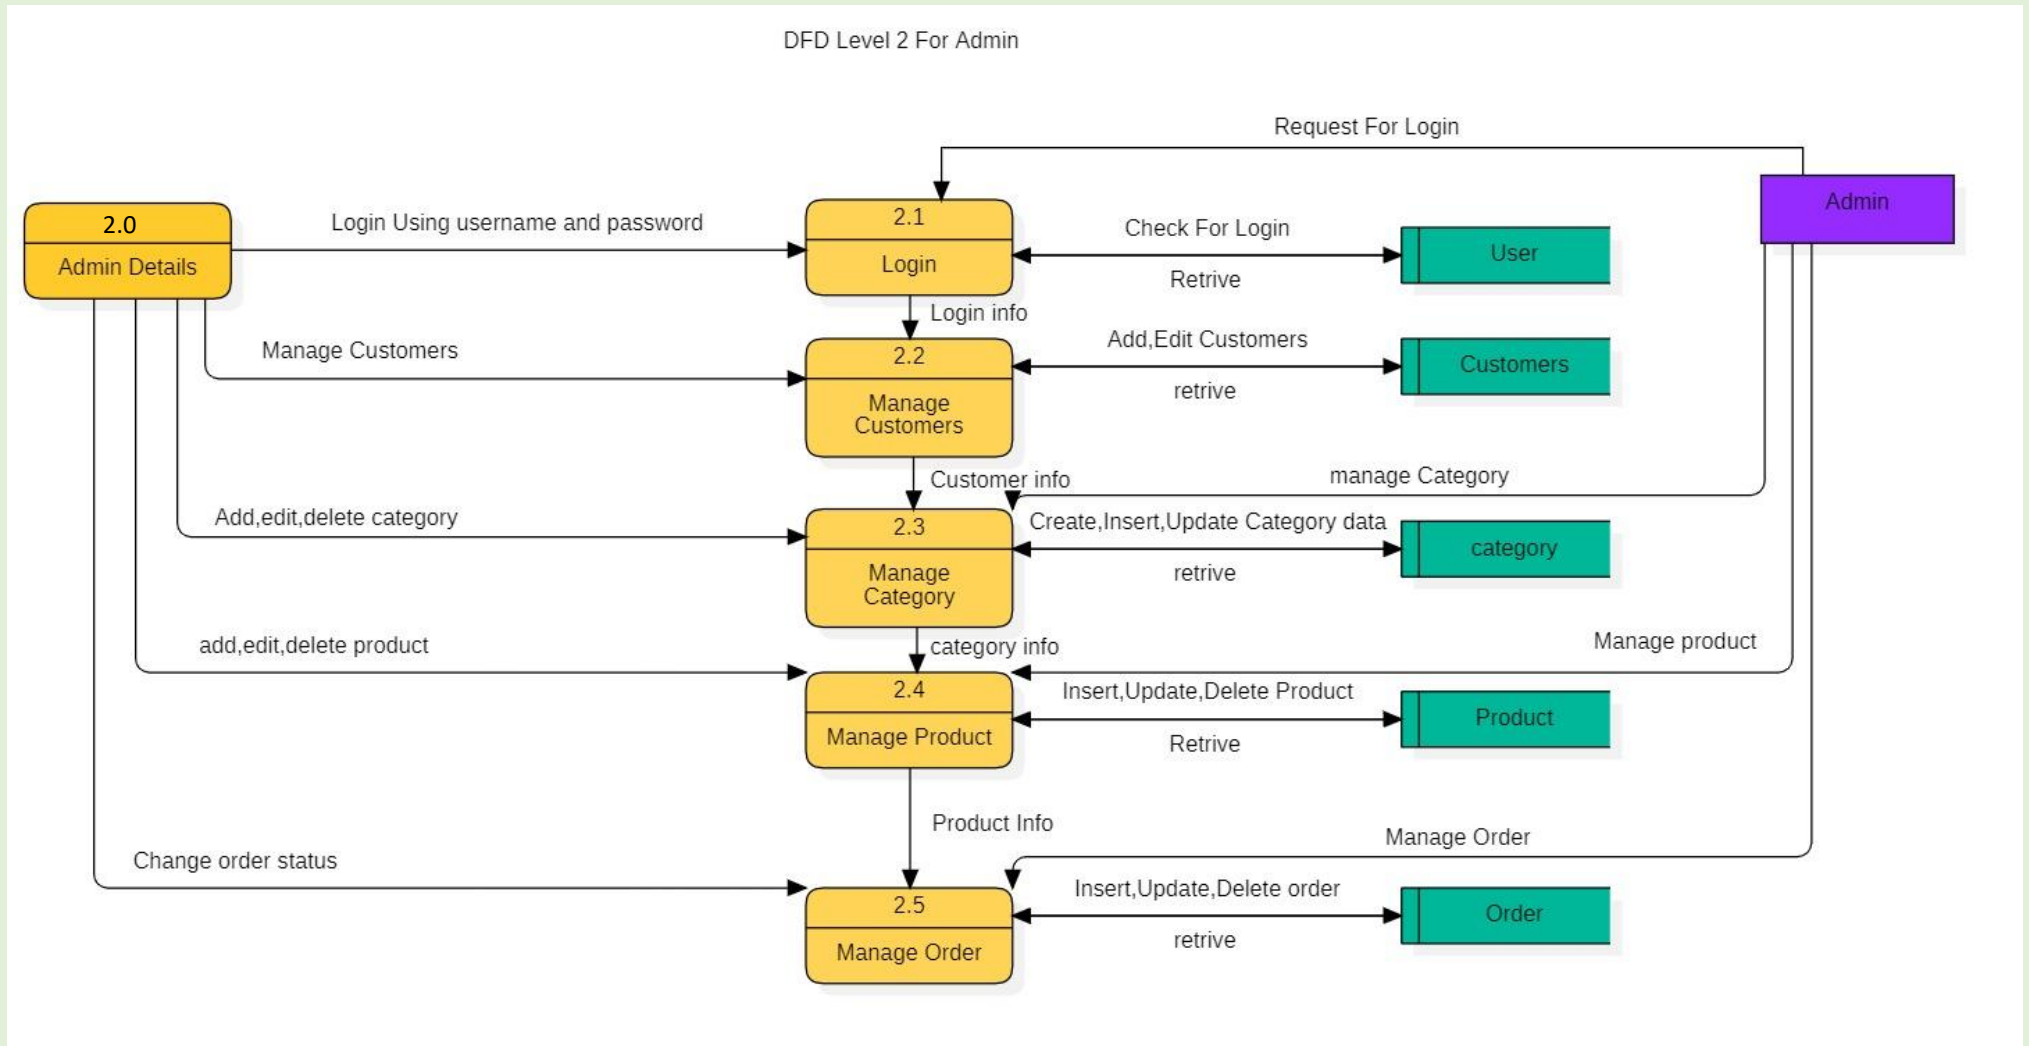 DFD Level 2 For Admin
Request For Login
Admin
2.0
Admin Details
Login Using username and password
2.1
Login
Check For Login
Retrive
User
Login info
Manage Customers
2.2
Manage
Customers
Add,Edit Customers
retrive
Customers
Customer info
manage Category
Add,edit,delete category
2.3
Manage
Category
Create,Insert,Update Category data
retrive
category
add,edit,delete product
category info
Manage product
2.4
Manage Product
Insert,Update,Delete Product
Retrive
Product
Product Info
Manage Order
Change order status
2.5
Manage Order
Insert,Update,Delete order
retrive
Order